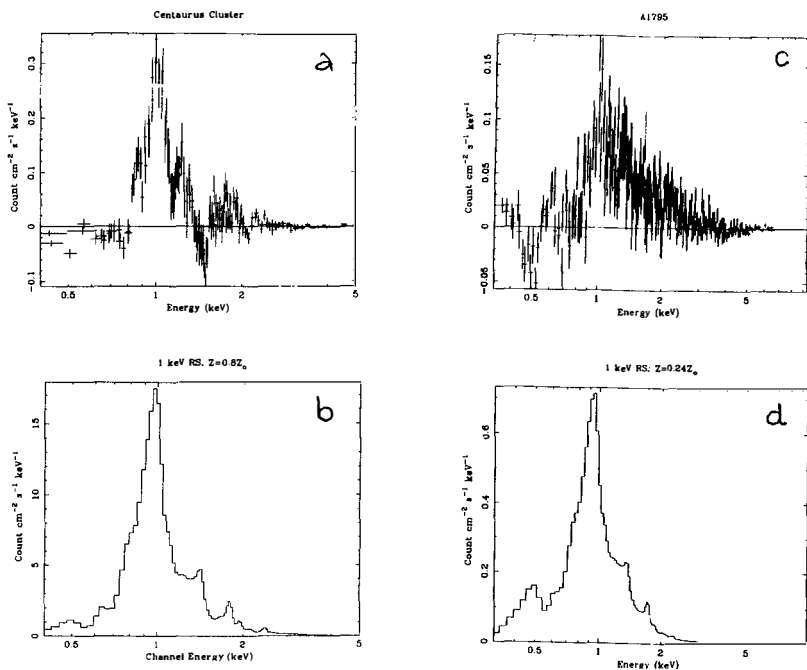 Centaurus Cluster
a
Count cm⁻² s⁻¹ keV⁻¹
0.3
0.2
0.1
0
-0.1
0.5
1
2
5
Energy (keV)
A1795
c
Count cm⁻² s⁻¹ keV⁻¹
0.15
0.1
0.05
0
-0.05
0.5
1
2
5
Energy (keV)
1 keV RS, Z=0.8Z₀
b
Count cm⁻² s⁻¹ keV⁻¹
15
10
5
0
0.5
1
2
5
Channel Energy (keV)
1 keV RS; Z=0.24Z₀
d
Count cm⁻² s⁻¹ keV⁻¹
0.6
0.4
0.2
0
0.5
1
2
5
Energy (keV)